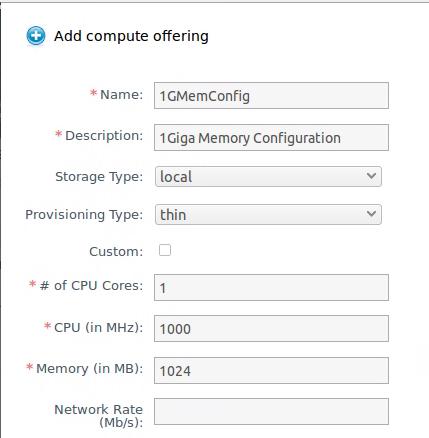 Add compute offering
*Name: 1GMemConfig
*Description: 1Giga Memory Configuration
Storage Type: local
Provisioning Type: thin
Custom:
*# of CPU Cores: 1
*CPU (in MHz): 1000
*Memory (in MB): 1024
Network Rate
(Mb/s):